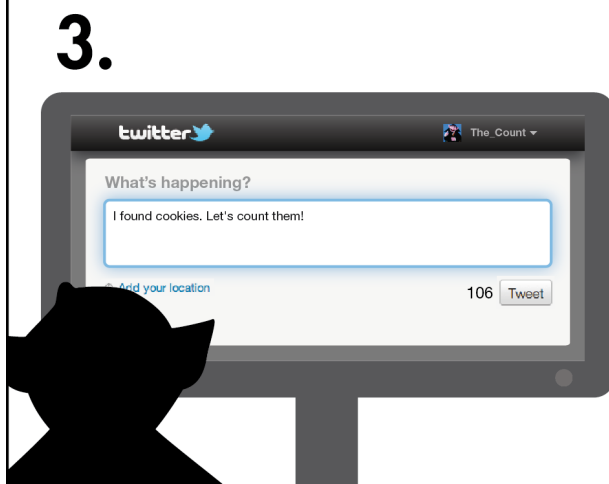 3.
twitter
The_Count
What's happening?
I found cookies. Let's count them!
Add your location
106 Tweet